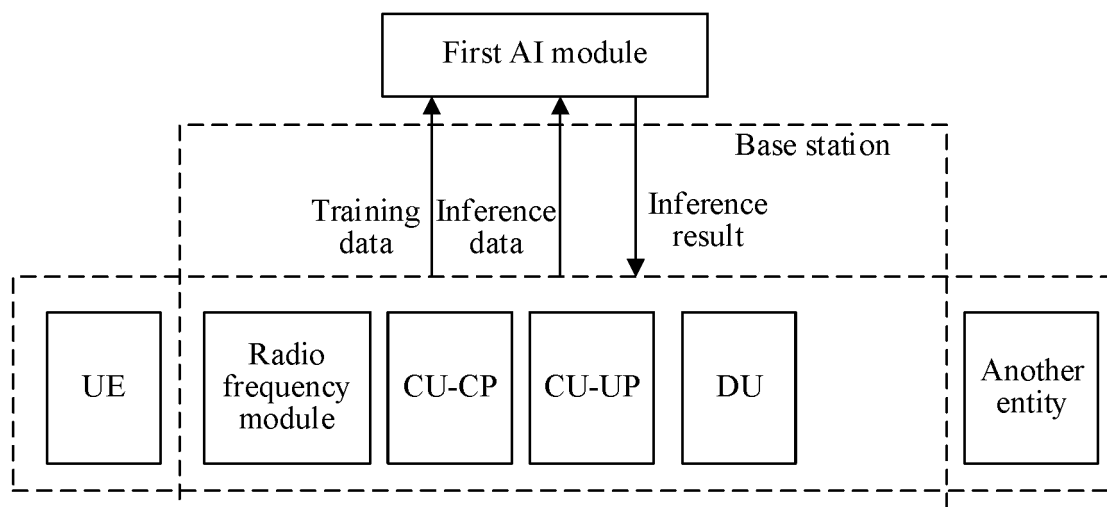 First AI module
Base station
Training
data
Inference
data
Inference
result
UE
Radio
frequency
module
CU-CP
CU-UP
DU
Another
entity